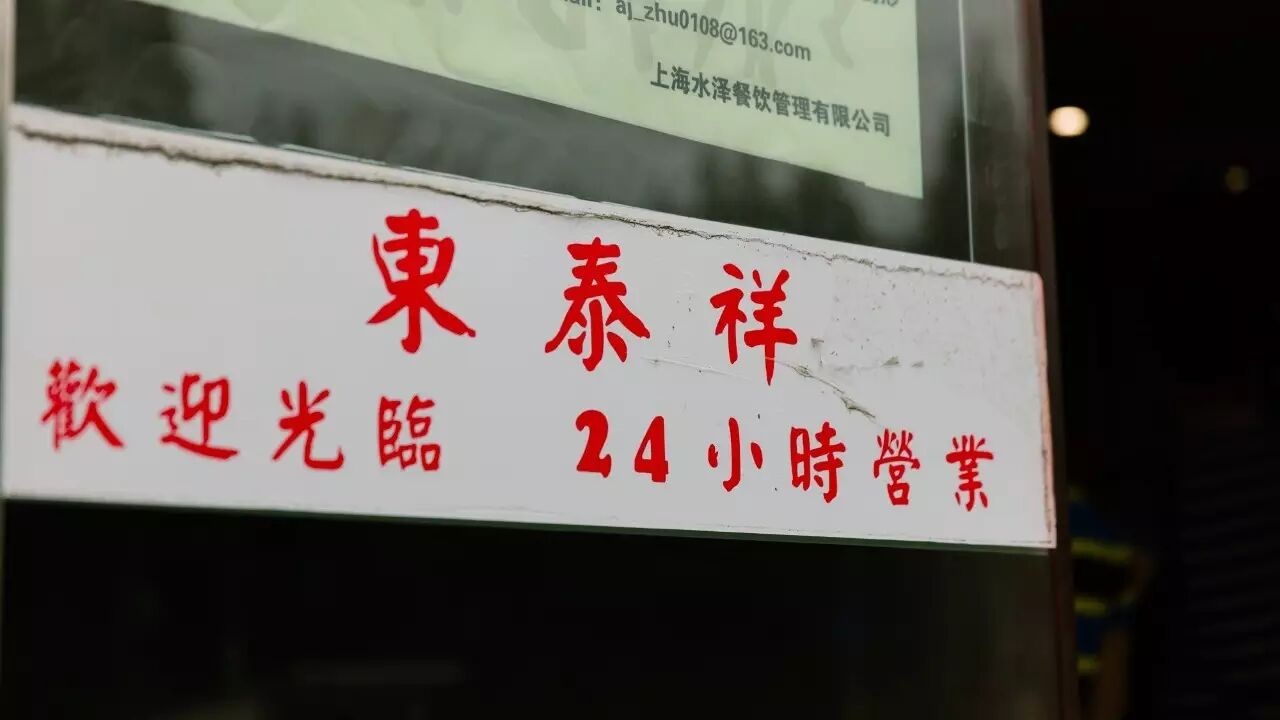 aj_zhu0108@163.com
上海水泽餐饮管理有限公司
東泰祥
歡迎光臨 24小時營業